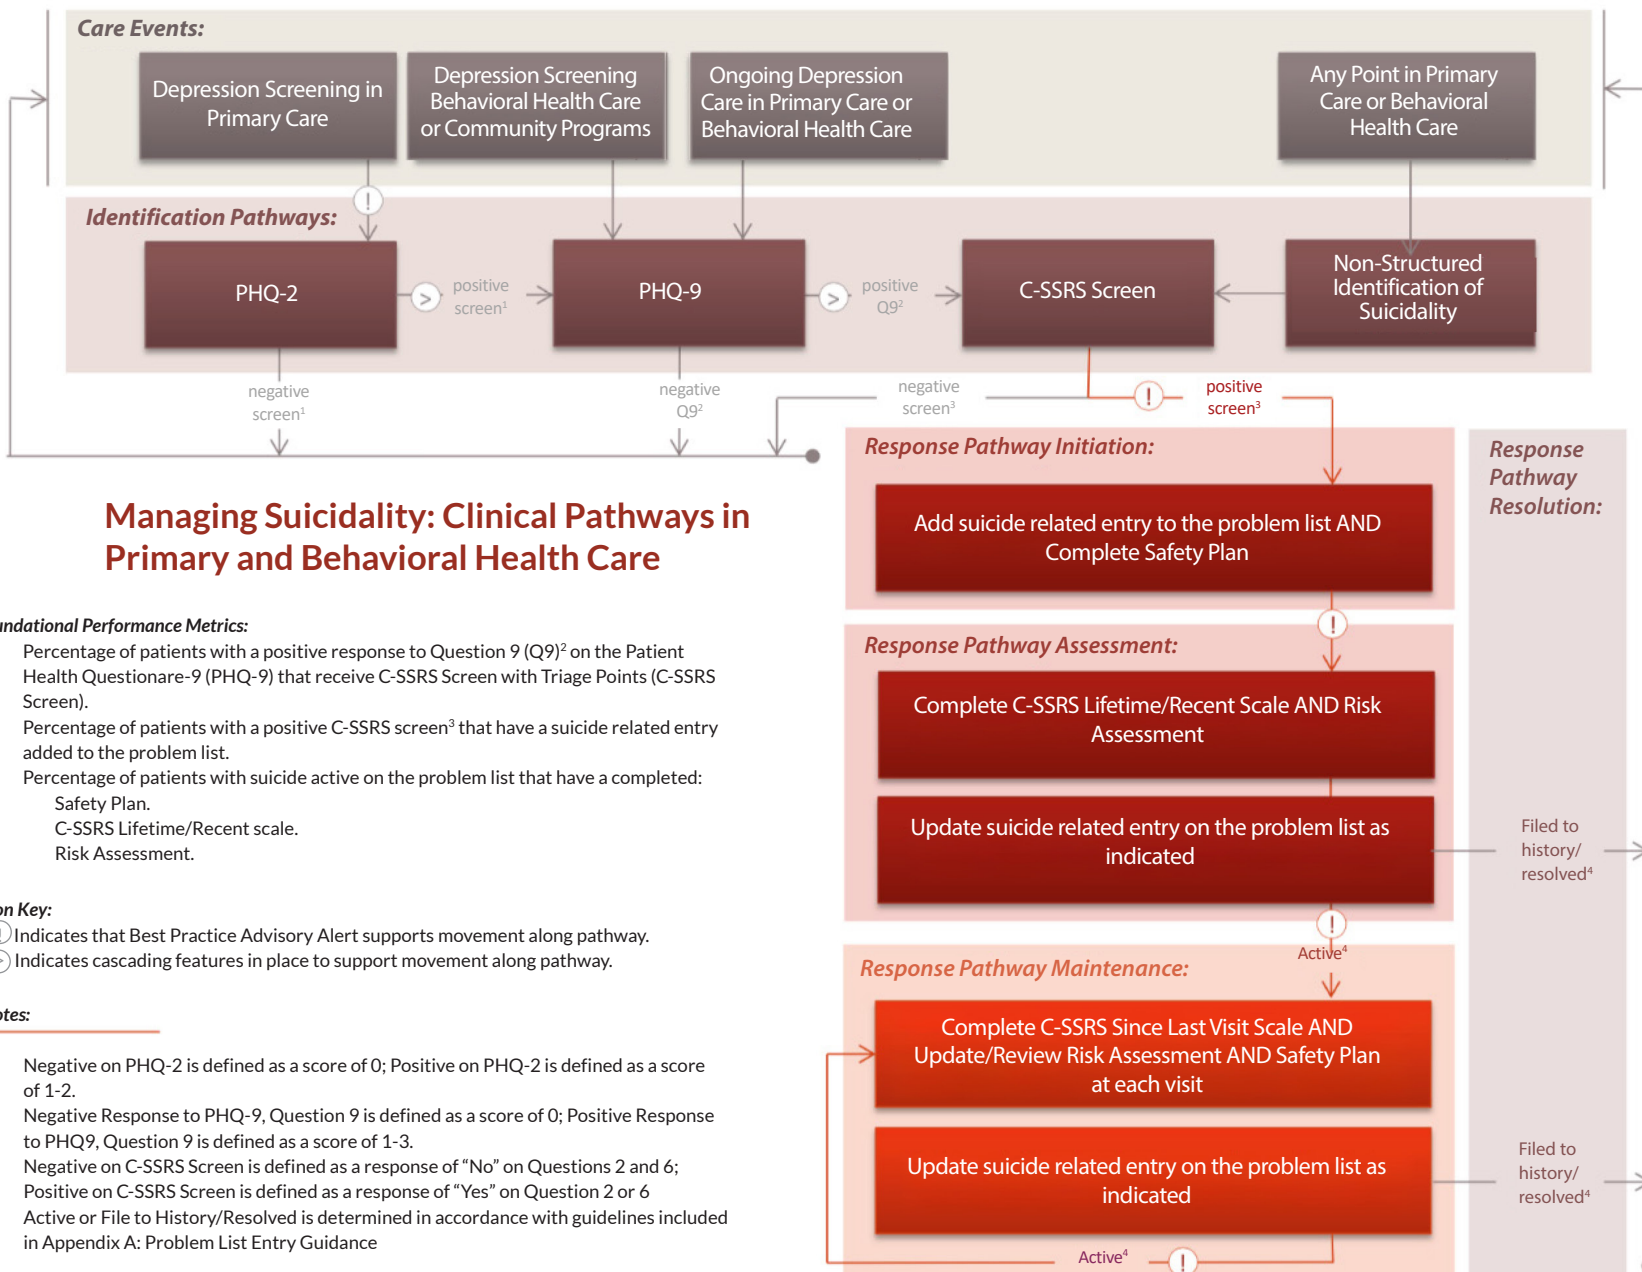 Care Events:
Depression Screening in
Primary Care
Depression Screening
Behavioral Health Care
or Community Programs
Ongoing Depression
Care in Primary Care or
Behavioral Health Care
Any Point in Primary
Care or Behavioral
Health Care
!
Identification Pathways:
PHQ-2
>
positive
screen¹
PHQ-9
>
positive
Q9²
C-SSRS Screen
Non-Structured
Identification of
Suicidality
negative
screen¹
negative
Q9²
negative
screen³
!
positive
screen³
Response Pathway Initiation:
Add suicide related entry to the problem list AND
Complete Safety Plan
!
Response Pathway Assessment:
Complete C-SSRS Lifetime/Recent Scale AND Risk
Assessment
Update suicide related entry on the problem list as
indicated
!
Active⁴
Response Pathway Maintenance:
Complete C-SSRS Since Last Visit Scale AND
Update/Review Risk Assessment AND Safety Plan
at each visit
Update suicide related entry on the problem list as
indicated
Active⁴
!
Response
Pathway
Resolution:
Filed to
history/
resolved⁴
Filed to
history/
resolved⁴
Managing Suicidality: Clinical Pathways in
Primary and Behavioral Health Care
undational Performance Metrics:
Percentage of patients with a positive response to Question 9 (Q9)² on the Patient
Health Questionare-9 (PHQ-9) that receive C-SSRS Screen with Triage Points (C-SSRS
Screen).
Percentage of patients with a positive C-SSRS screen³ that have a suicide related entry
added to the problem list.
Percentage of patients with suicide active on the problem list that have a completed:
Safety Plan.
C-SSRS Lifetime/Recent scale.
Risk Assessment.
on Key:
! Indicates that Best Practice Advisory Alert supports movement along pathway.
> Indicates cascading features in place to support movement along pathway.
otes:
Negative on PHQ-2 is defined as a score of 0; Positive on PHQ-2 is defined as a score
of 1-2.
Negative Response to PHQ-9, Question 9 is defined as a score of 0; Positive Response
to PHQ9, Question 9 is defined as a score of 1-3.
Negative on C-SSRS Screen is defined as a response of “No” on Questions 2 and 6;
Positive on C-SSRS Screen is defined as a response of “Yes” on Question 2 or 6
Active or File to History/Resolved is determined in accordance with guidelines included
in Appendix A: Problem List Entry Guidance